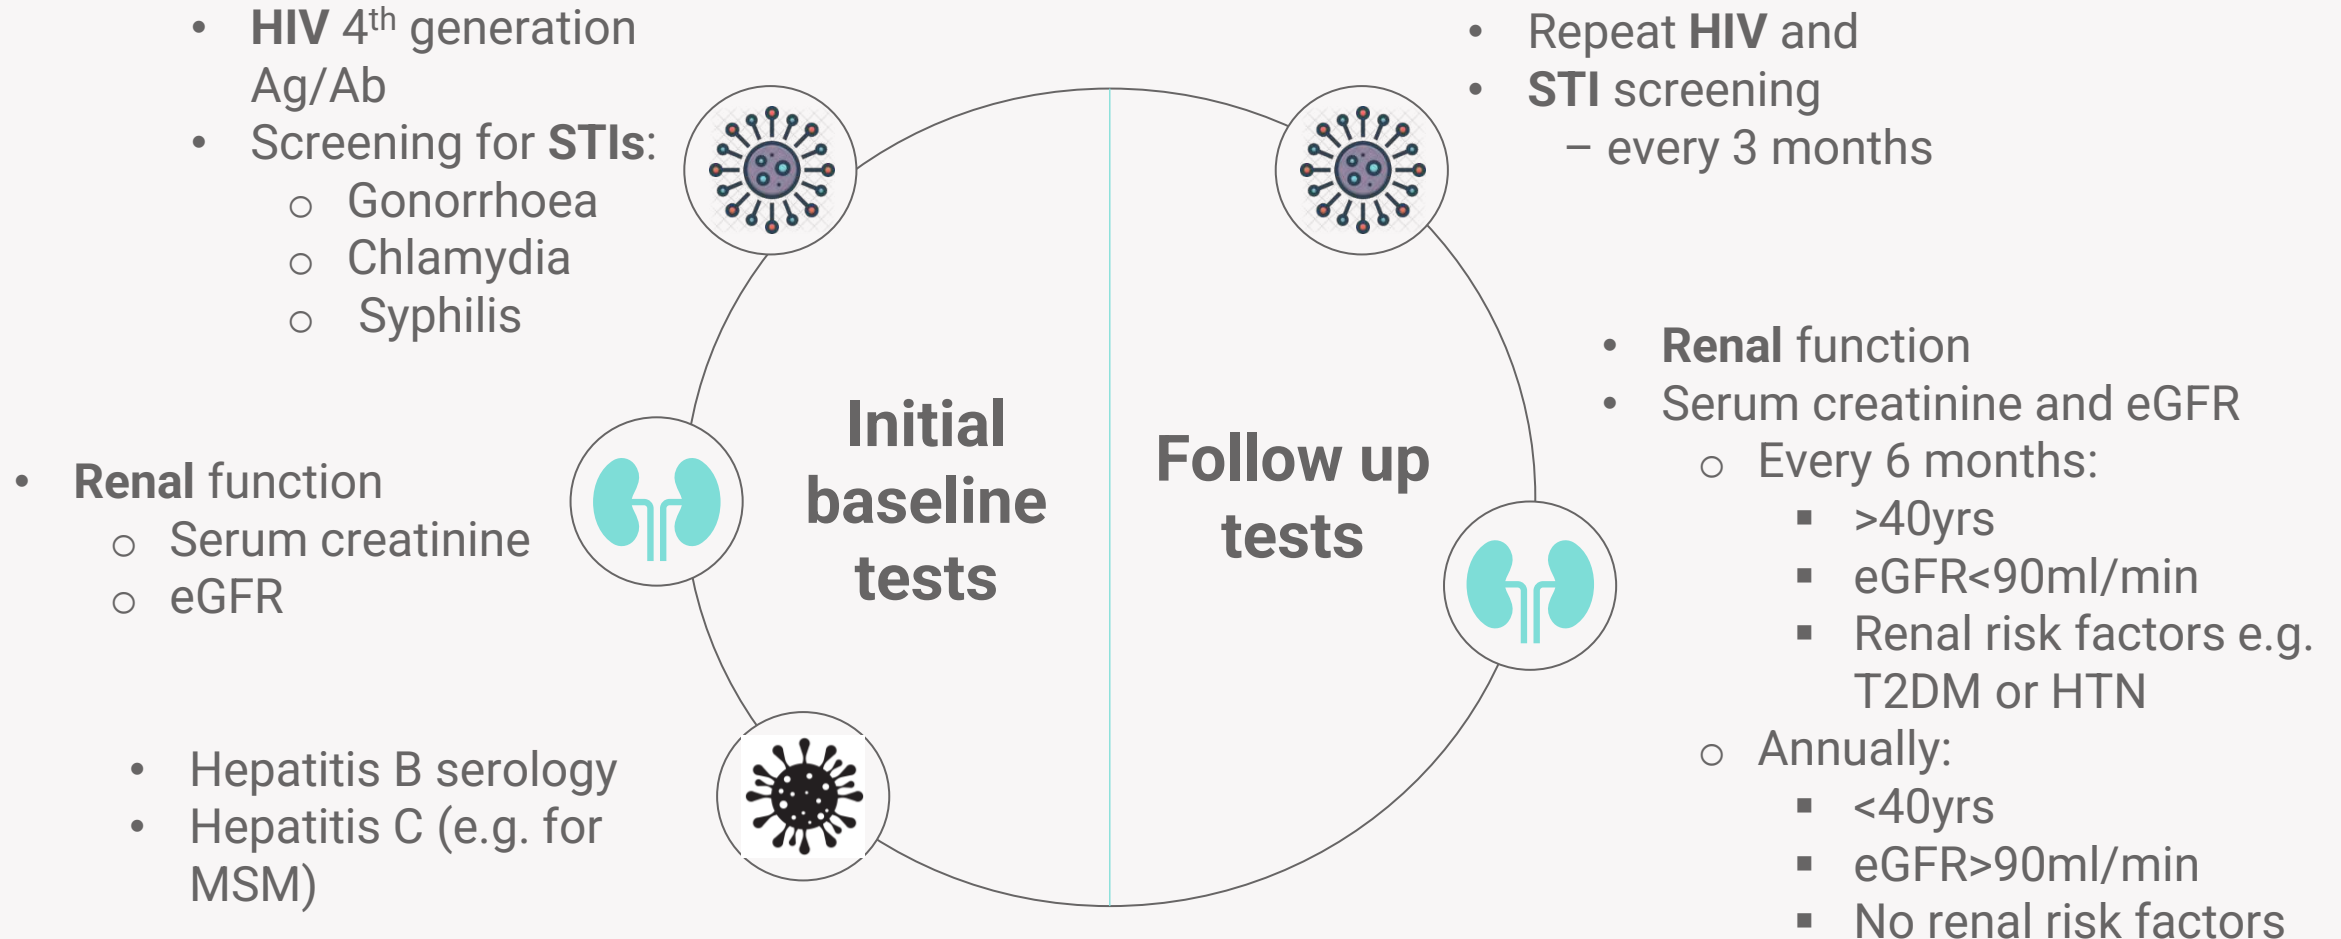 • HIV 4th generation
Ag/Ab
• Screening for STIs:
o Gonorrhoea
o Chlamydia
o Syphilis
• Renal function
o Serum creatinine
o eGFR
• Hepatitis B serology
• Hepatitis C (e.g. for
MSM)
Initial
baseline
tests
Follow up
tests
• Repeat HIV and
• STI screening
– every 3 months
• Renal function
• Serum creatinine and eGFR
o Every 6 months:
▪ >40yrs
▪ eGFR<90ml/min
▪ Renal risk factors e.g.
T2DM or HTN
o Annually:
▪ <40yrs
▪ eGFR>90ml/min
▪ No renal risk factors